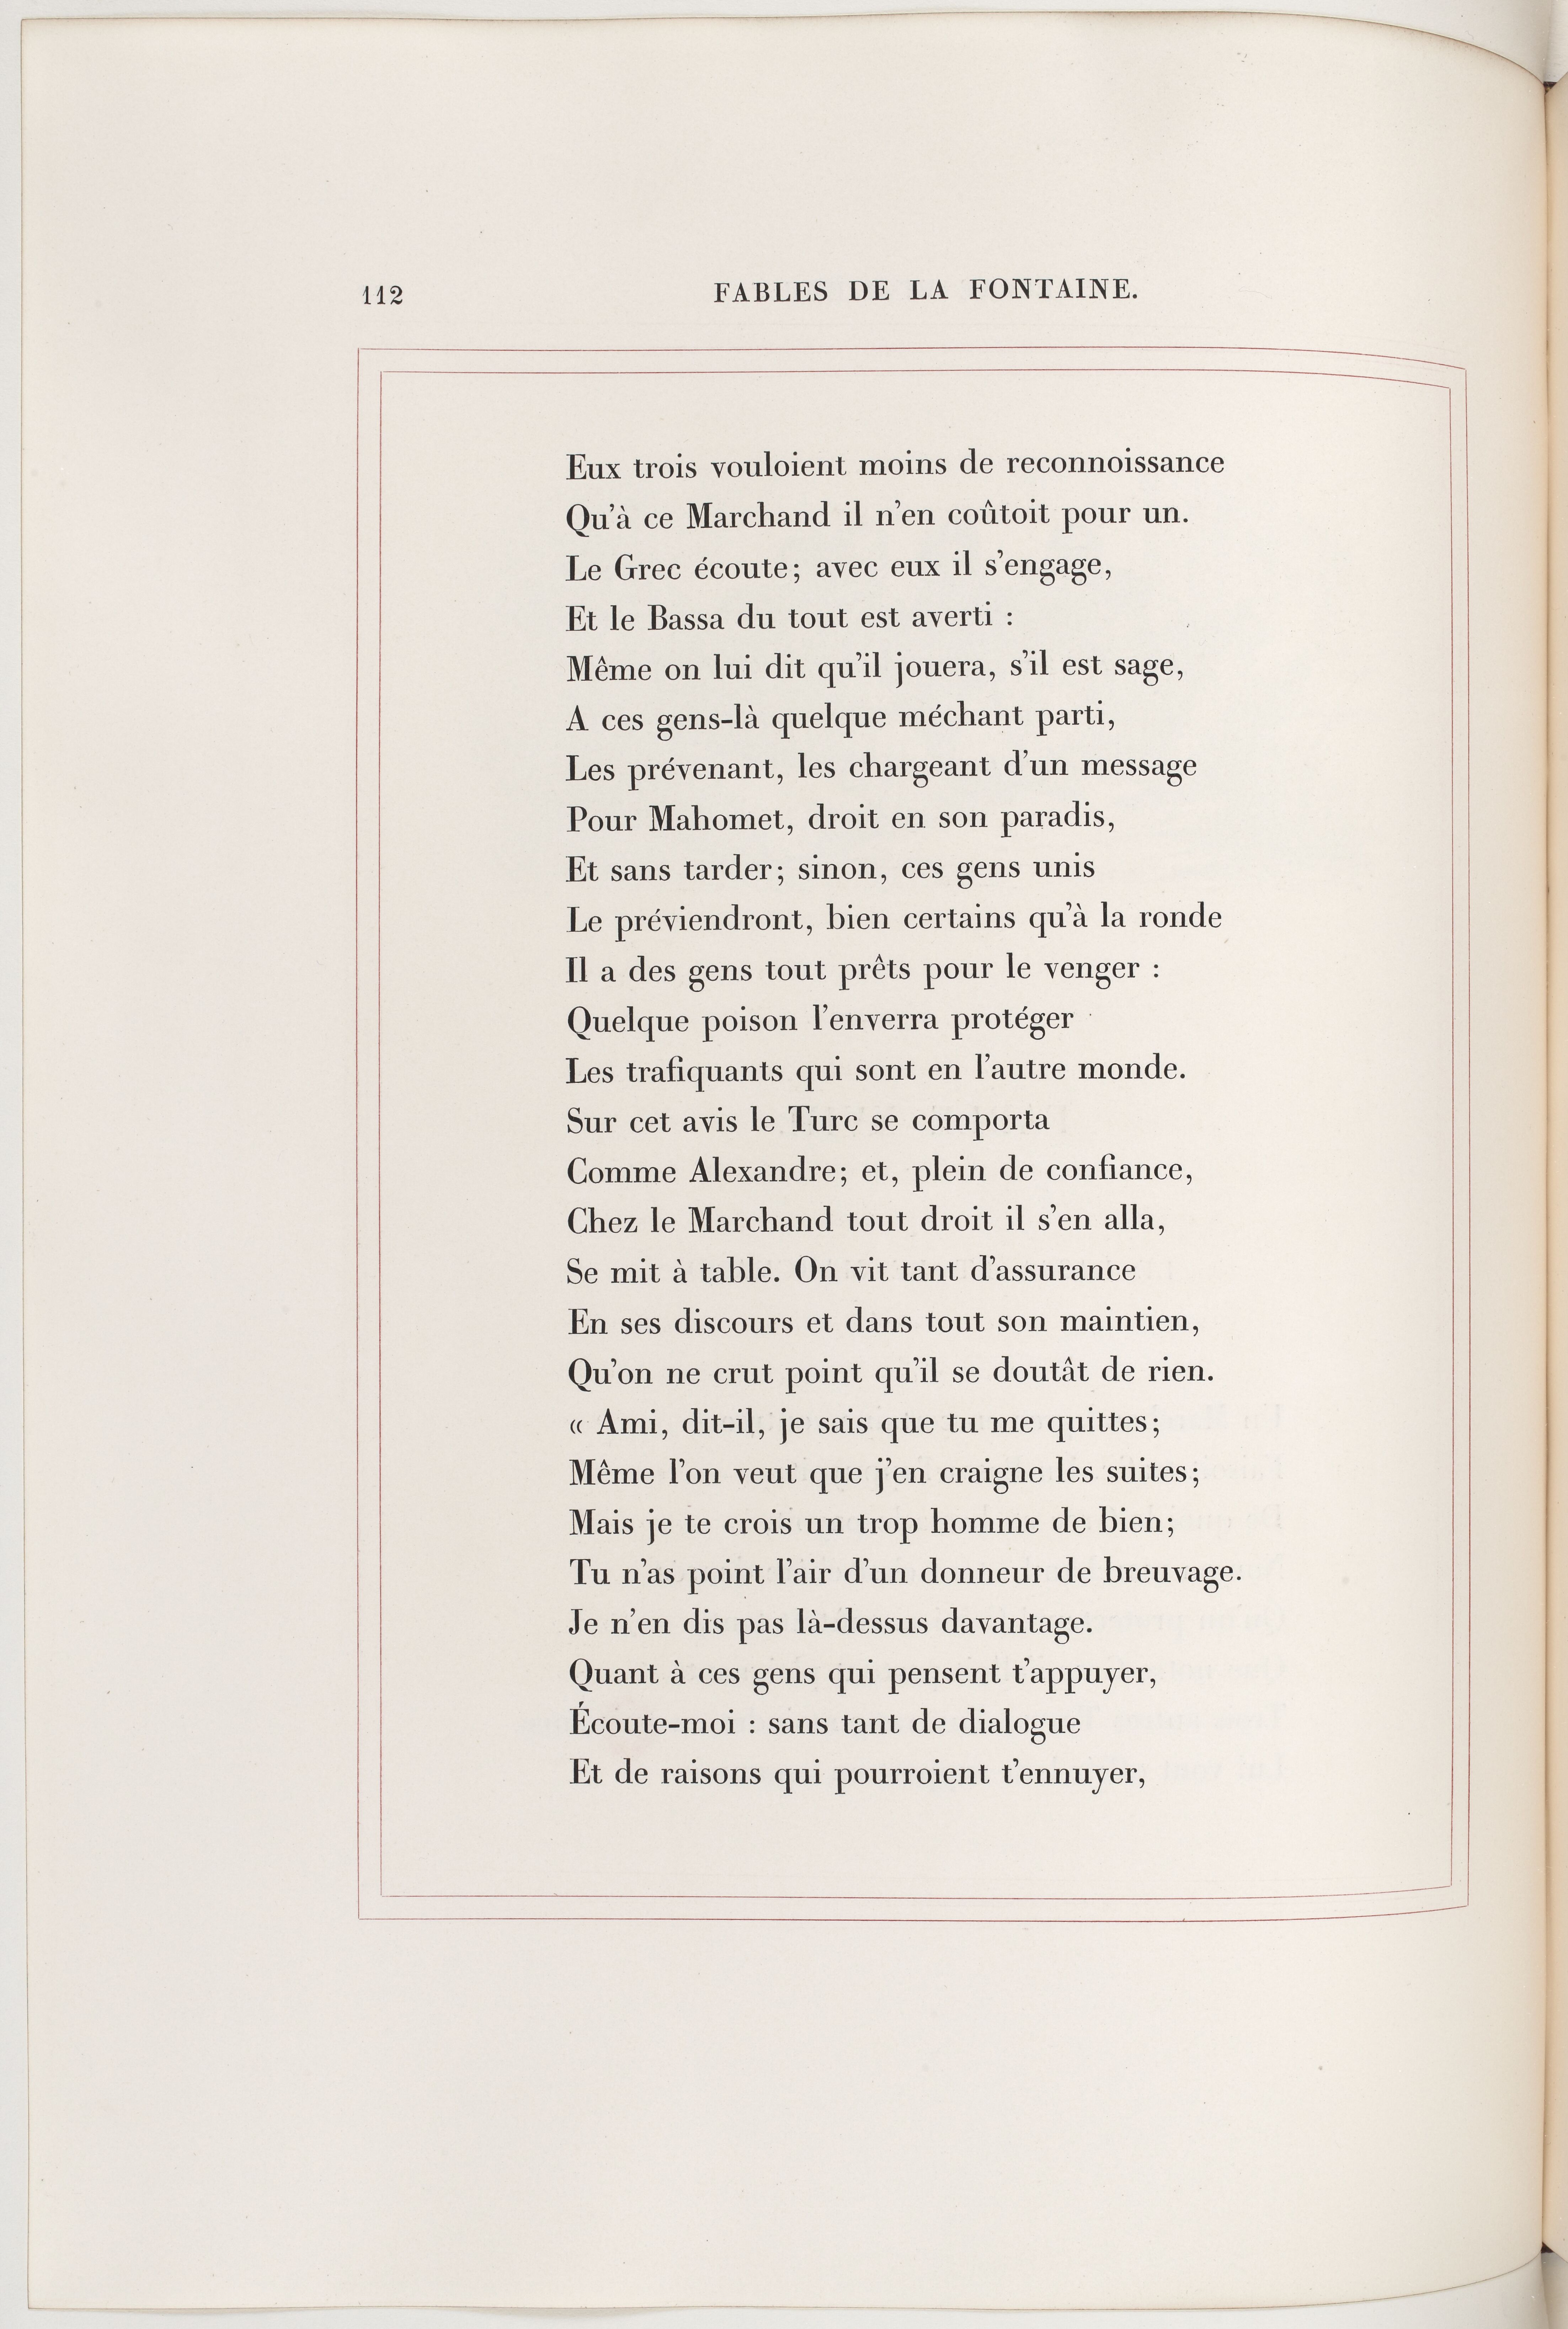 112
FABLES DE LA FONTAINE.
Eux trois vouloient moins de reconnoissance
Qu'à ce Marchand il n'en coûtoit pour un.
Le Grec écoute; avec eux il s'engage,
Et le Bassa du tout est averti :
Même on lui dit qu'il jouera, s'il est sage,
A ces gens-là quelque méchant parti,
Les prévenant, les chargeant d'un message
Pour Mahomet, droit en son paradis,
Et sans tarder; sinon, ces gens unis
Le préviendront, bien certains qu'à la ronde
Il a des gens tout prêts pour le venger :
Quelque poison l'enverra protéger
Les trafiquants qui sont en l'autre monde.
Sur cet avis le Turc se comporta
Comme Alexandre; et, plein de confiance,
Chez le Marchand tout droit il s'en alla,
Se mit à table. On vit tant d'assurance
En ses discours et dans tout son maintien,
Qu'on ne crut point qu'il se doutât de rien.
« Ami, dit-il, je sais que tu me quittes;
Même l'on veut que j'en craigne les suites;
Mais je te crois un trop homme de bien;
Tu n'as point l'air d'un donneur de breuvage.
Je n'en dis pas là-dessus davantage.
Quant à ces gens qui pensent t'appuyer,
Écoute-moi : sans tant de dialogue
Et de raisons qui pourroient t'ennuyer,